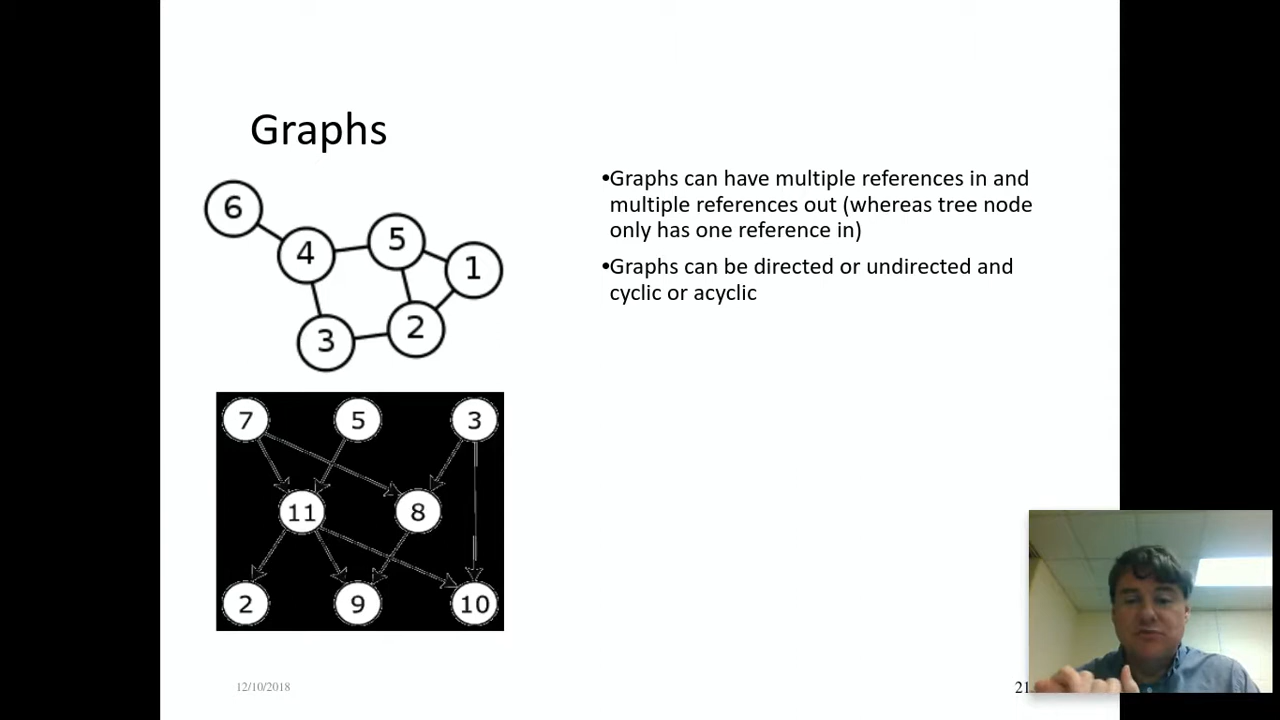 Graphs
6
4
5
1
3
2
•Graphs can have multiple references in and
multiple references out (whereas tree node
only has one reference in)
•Graphs can be directed or undirected and
cyclic or acyclic
7
5
3
11
8
2
9
10
12/10/2018
21